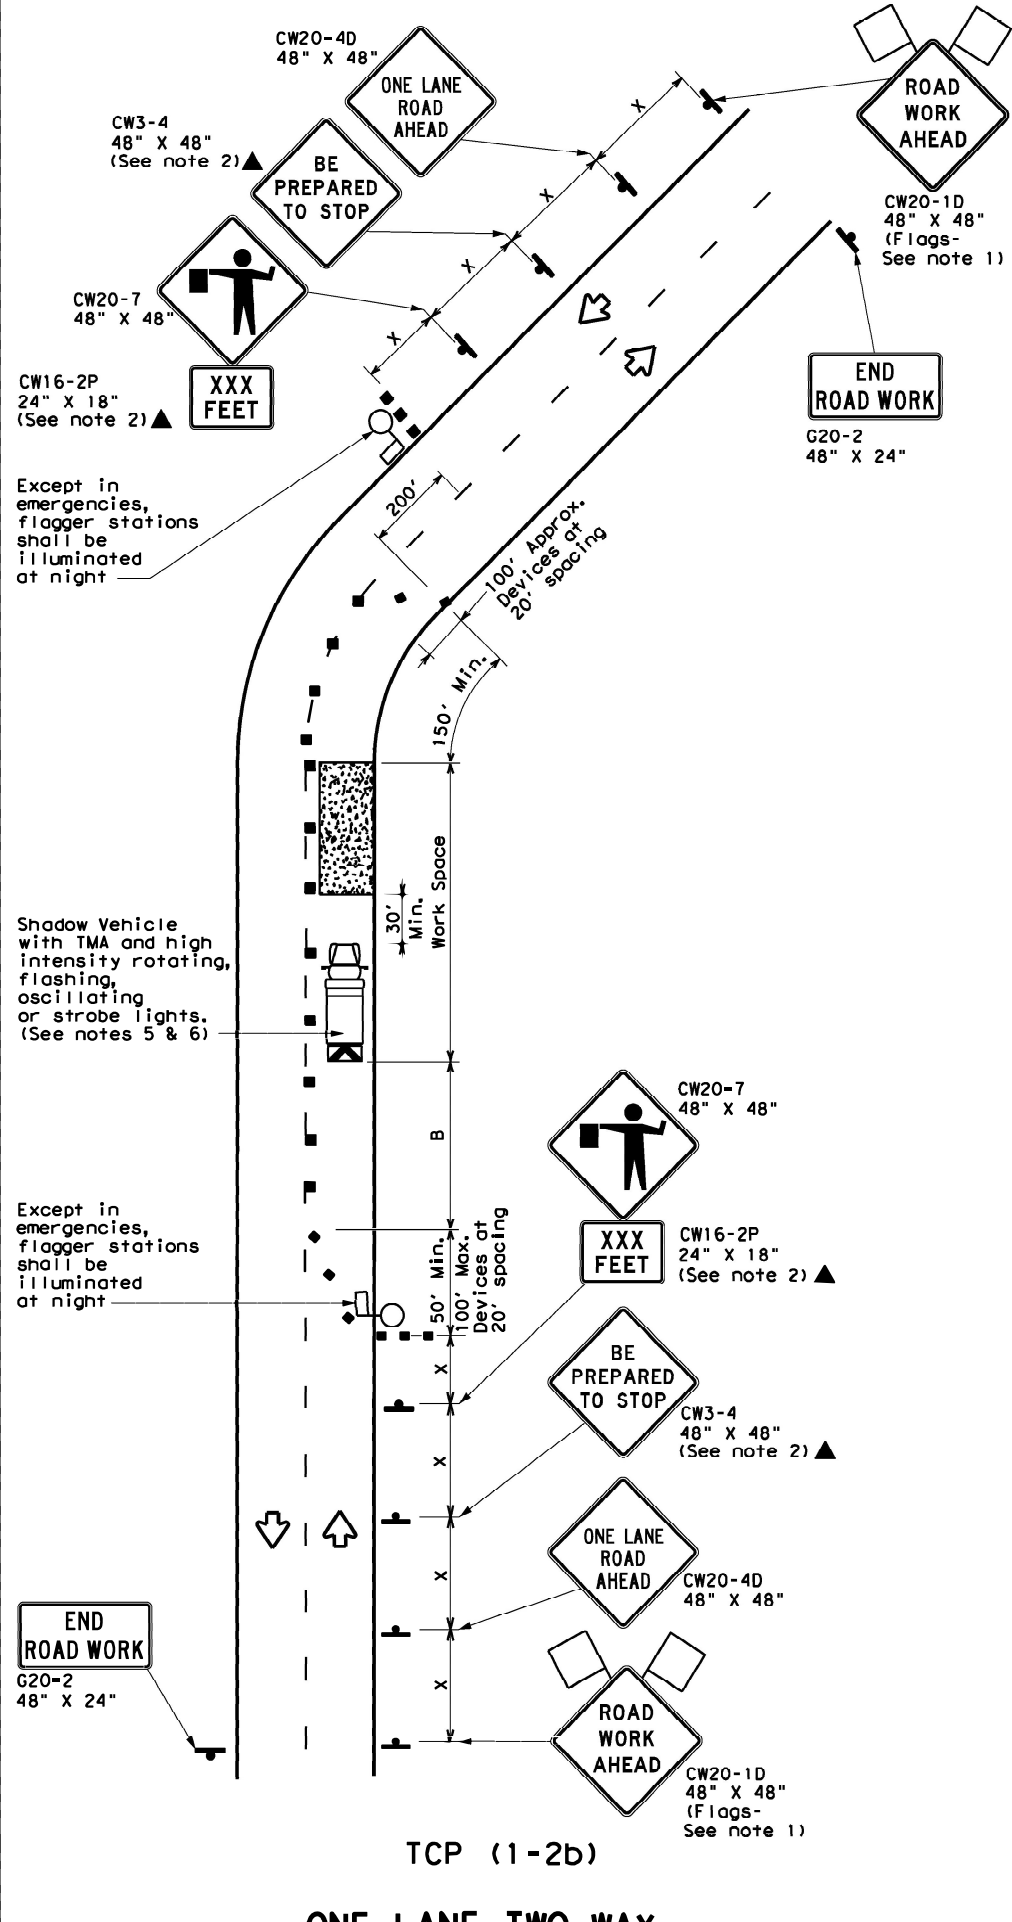 CW20-4D
48" X 48"
ONE LANE
ROAD
AHEAD
ROAD
WORK
AHEAD
CW20-1D
48" X 48"
(Flags-
See note 1)
CW3-4
48" X 48"
(See note 2)▲
BE
PREPARED
TO STOP
X
X
X
X
CW20-7
48" X 48"
CW16-2P
24" X 18"
(See note 2)▲
XXX
FEET
END
ROAD WORK
G20-2
48" X 24"
Except in
emergencies,
flagger stations
shall be
illuminated
at night
200'
100' Approx.
Devices at
20' spacing
150' Min.
Work Space
30'
Min.
Shadow Vehicle
with TMA and high
intensity rotating,
flashing,
oscillating
or strobe lights.
(See notes 5 & 6)
B
CW20-7
48" X 48"
XXX
FEET
CW16-2P
24" X 18"
(See note 2)▲
Except in
emergencies,
flagger stations
shall be
illuminated
at night
50' Min.
100' Max.
Devices at
20' spacing
X
X
X
X
BE
PREPARED
TO STOP
CW3-4
48" X 48"
(See note 2)▲
ONE LANE
ROAD
AHEAD
CW20-4D
48" X 48"
END
ROAD WORK
G20-2
48" X 24"
ROAD
WORK
AHEAD
CW20-1D
48" X 48"
(Flags-
See note 1)
TCP (1-2b)
ONE LANE TWO WAY